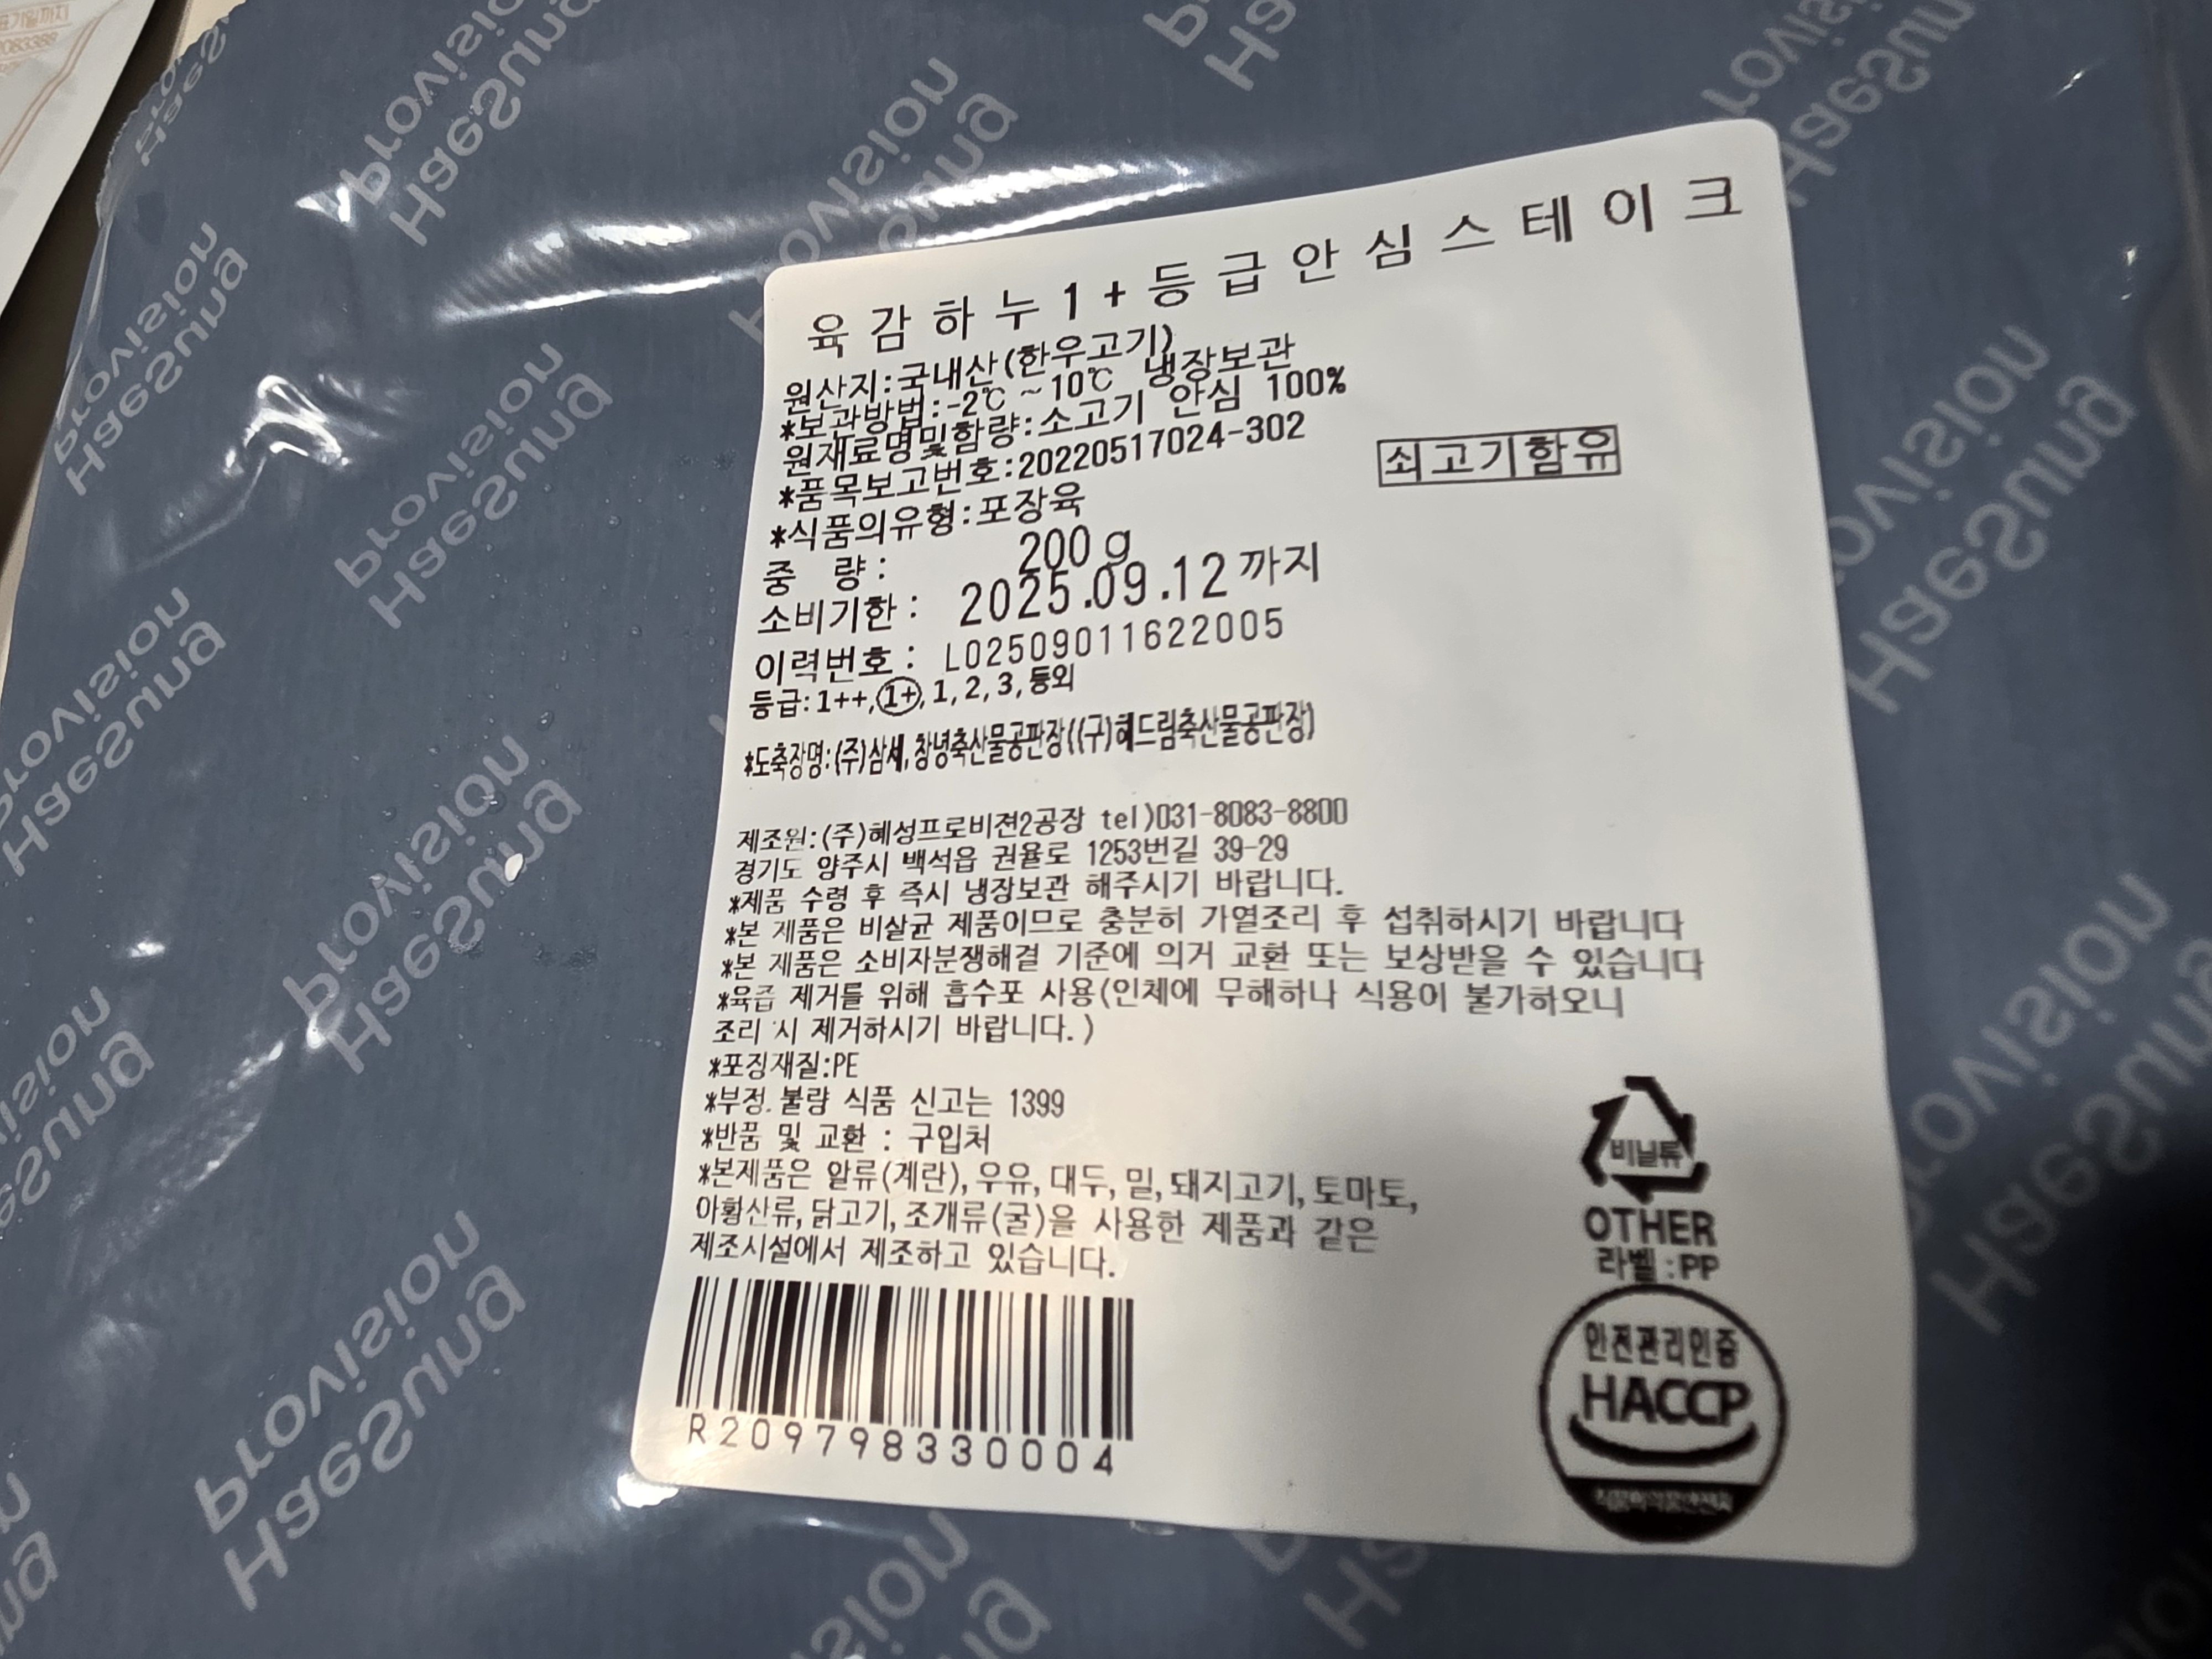 육감하누1+등급안심스테이크
원산지:국내산(한우고기)
*보관방법:-2℃ ~ 10℃ 냉장보관
원재료명및함량:소고기 안심 100%
*품목보고번호:20220517024-302
쇠고기함유
*식품의유형:포장육
중 량: 200 g
소비기한: 2025.09.12 까지
이력번호: L02509011622005
등급:1++,1+,1,2,3,등외
*도축장명:(주)삼세,창녕축산물공판장((구)혜드림축산물공판장)
제조원:(주)혜성프로비젼2공장 tel)031-8083-8800
경기도 양주시 백석읍 권율로 1253번길 39-29
*제품 수령 후 즉시 냉장보관 해주시기 바랍니다.
*본 제품은 비살균 제품이므로 충분히 가열조리 후 섭취하시기 바랍니다
*본 제품은 소비자분쟁해결 기준에 의거 교환 또는 보상받을 수 있습니다
*육즙 제거를 위해 흡수포 사용(인체에 무해하나 식용이 불가하오니
조리 시 제거하시기 바랍니다.)
*포장재질:PE
*부정.불량 식품 신고는 1399
*반품 및 교환 : 구입처
*본제품은 알류(계란),우유,대두,밀,돼지고기,토마토,
아황산류,닭고기,조개류(굴)을 사용한 제품과 같은
제조시설에서 제조하고 있습니다.
비닐류
OTHER
라벨:PP
안전관리인증
HACCP
R209798330004
HaeSung
provision